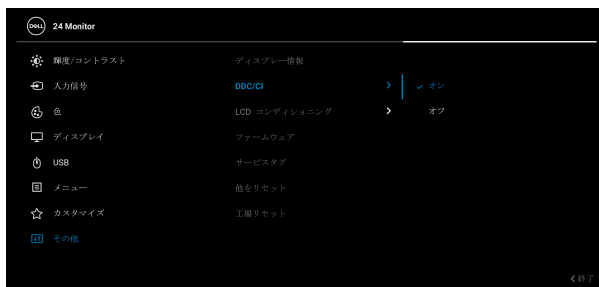 DELL 24 Monitor
輝度/コントラスト ディスプレー情報
入力信号 DDC/CI オン
色 LCD コンディショニング オフ
ディスプレイ ファームウェア
USB サービスタグ
メニュー 他をリセット
カスタマイズ 工場リセット
その他
終了